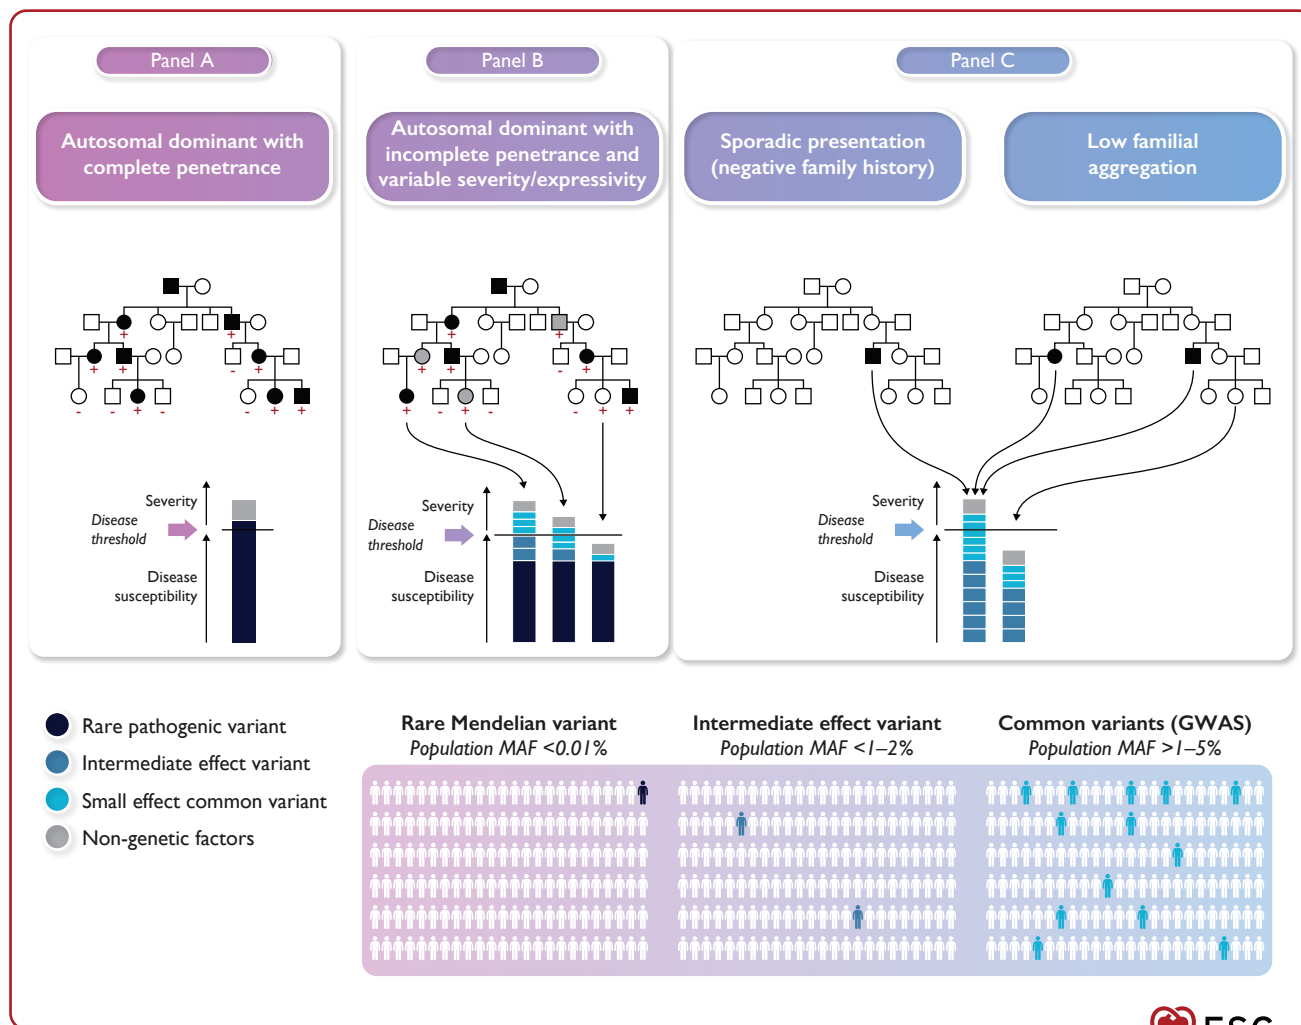 Panel A
Panel B
Panel C
Autosomal dominant with
complete penetrance
Autosomal dominant with
incomplete penetrance and
variable severity/expressivity
Sporadic presentation
(negative family history)
Low familial
aggregation
+
+
+
+
-
+
-
-
+
-
-
+
+
+
+
+
+
-
+
+
-
+
-
-
+
+
Severity
Disease
threshold
Disease
susceptibility
Severity
Disease
threshold
Disease
susceptibility
Severity
Disease
threshold
Disease
susceptibility
Rare pathogenic variant
Intermediate effect variant
Small effect common variant
Non-genetic factors
Rare Mendelian variant
Population MAF <0.01%
Intermediate effect variant
Population MAF <1–2%
Common variants (GWAS)
Population MAF >1–5%
ESC